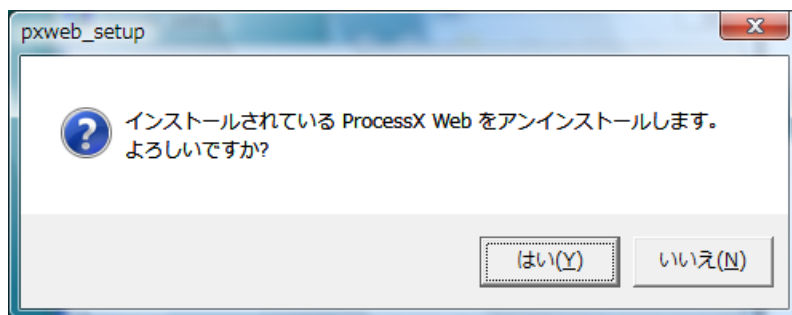 pxweb_setup
インストールされている ProcessX Web をアンインストールします。
よろしいですか?
はい(Y)
いいえ(N)